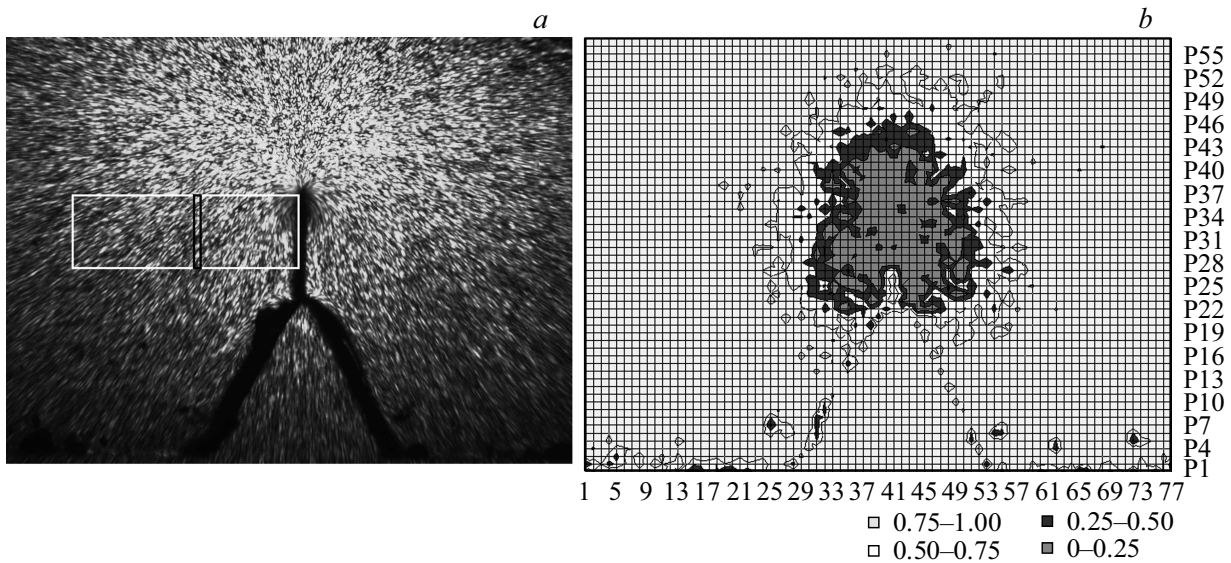 a
b
P55
P52
P49
P46
P43
P40
P37
P34
P31
P28
P25
P22
P19
P16
P13
P10
P7
P4
P1
1 5 9 13 17 21 25 29 33 37 41 45 49 53 57 61 65 69 73 77
0.75–1.00 0.25–0.50
0.50–0.75 0–0.25